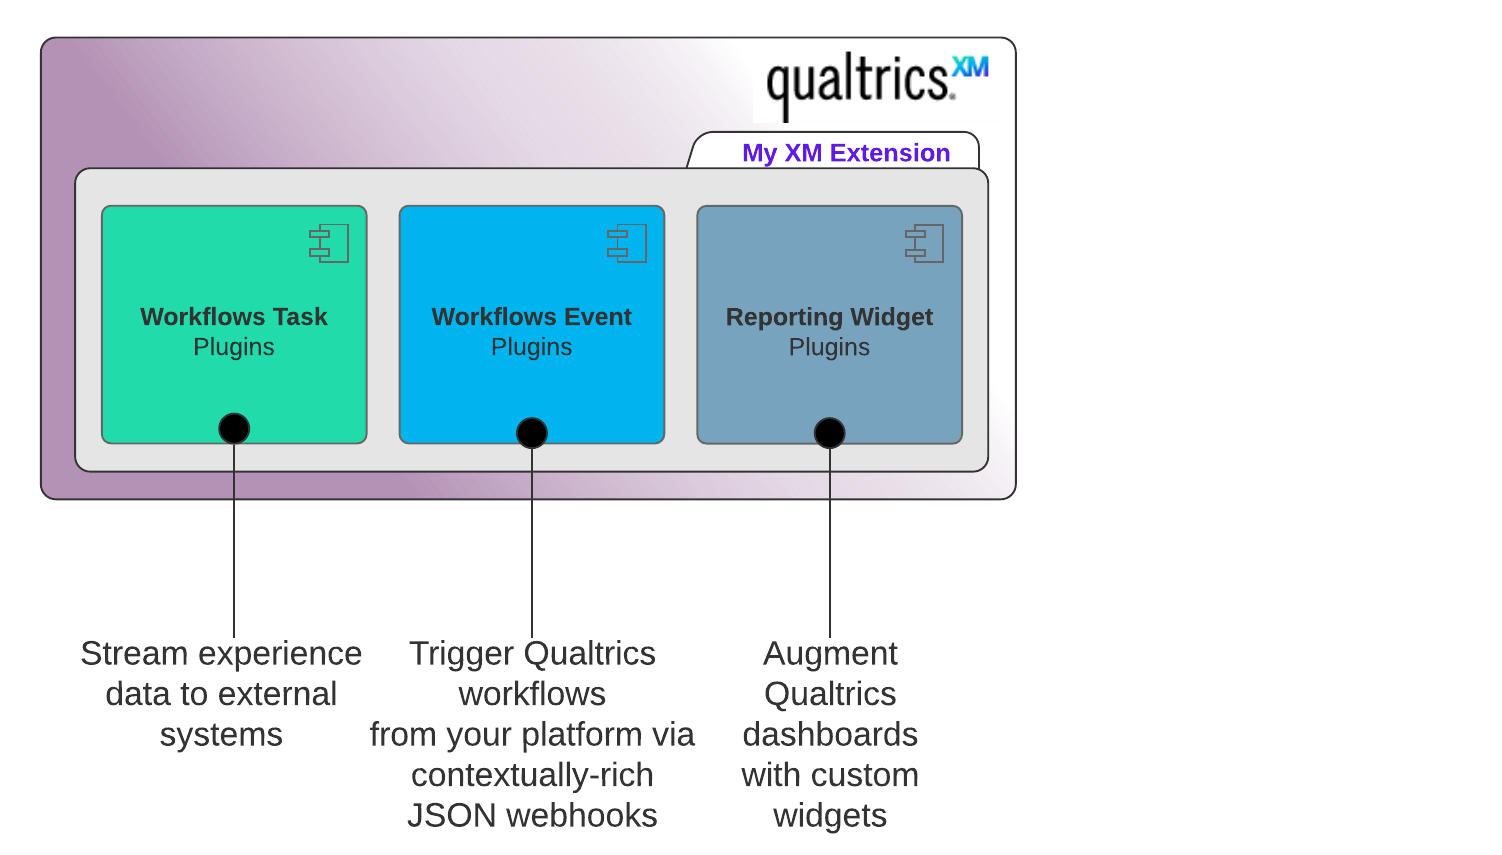 qualtrics.XM
My XM Extension
Workflows Task
Plugins
Workflows Event
Plugins
Reporting Widget
Plugins
Stream experience
data to external
systems
Trigger Qualtrics
workflows
from your platform via
contextually-rich
JSON webhooks
Augment
Qualtrics
dashboards
with custom
widgets